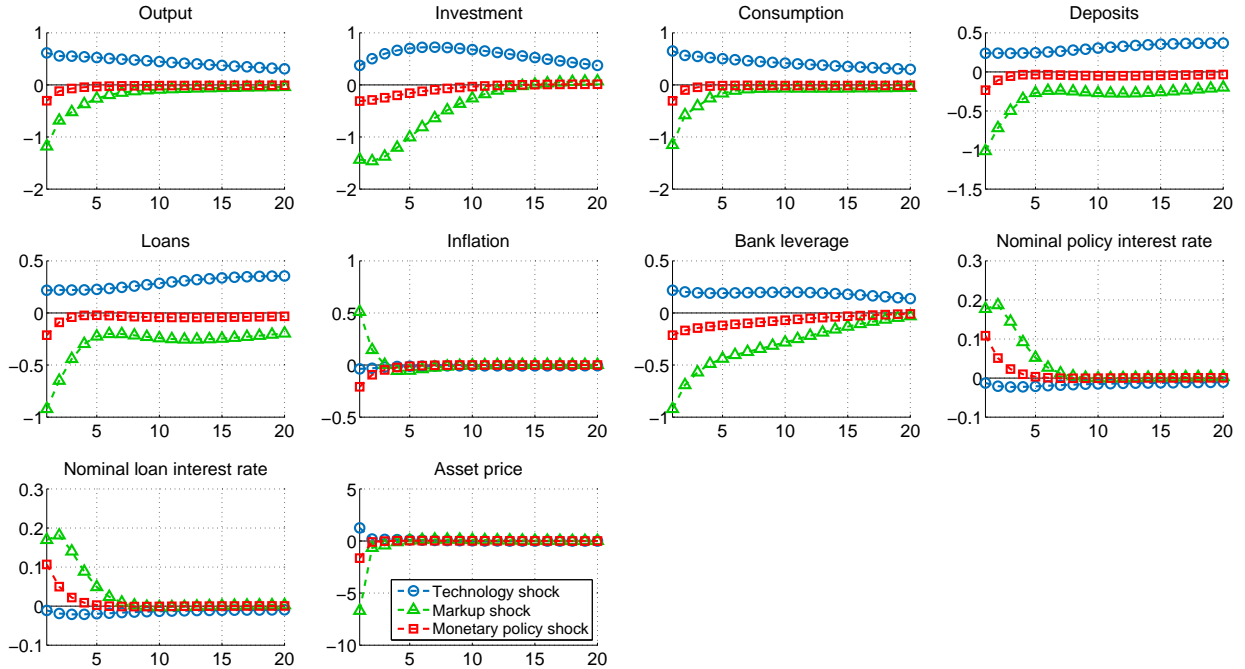 Output
1
0
−1
−2
5 10 15 20
Investment
1
0
−1
−2
5 10 15 20
Consumption
1
0
−1
−2
5 10 15 20
Deposits
0.5
0
−0.5
−1
−1.5
5 10 15 20
Loans
0.5
0
−0.5
−1
5 10 15 20
Inflation
1
0.5
0
−0.5
5 10 15 20
Bank leverage
0.5
0
−0.5
−1
5 10 15 20
Nominal policy interest rate
0.3
0.2
0.1
0
−0.1
5 10 15 20
Nominal loan interest rate
0.3
0.2
0.1
0
−0.1
5 10 15 20
Asset price
5
0
−5
−10
5 10 15 20
Technology shock
Markup shock
Monetary policy shock